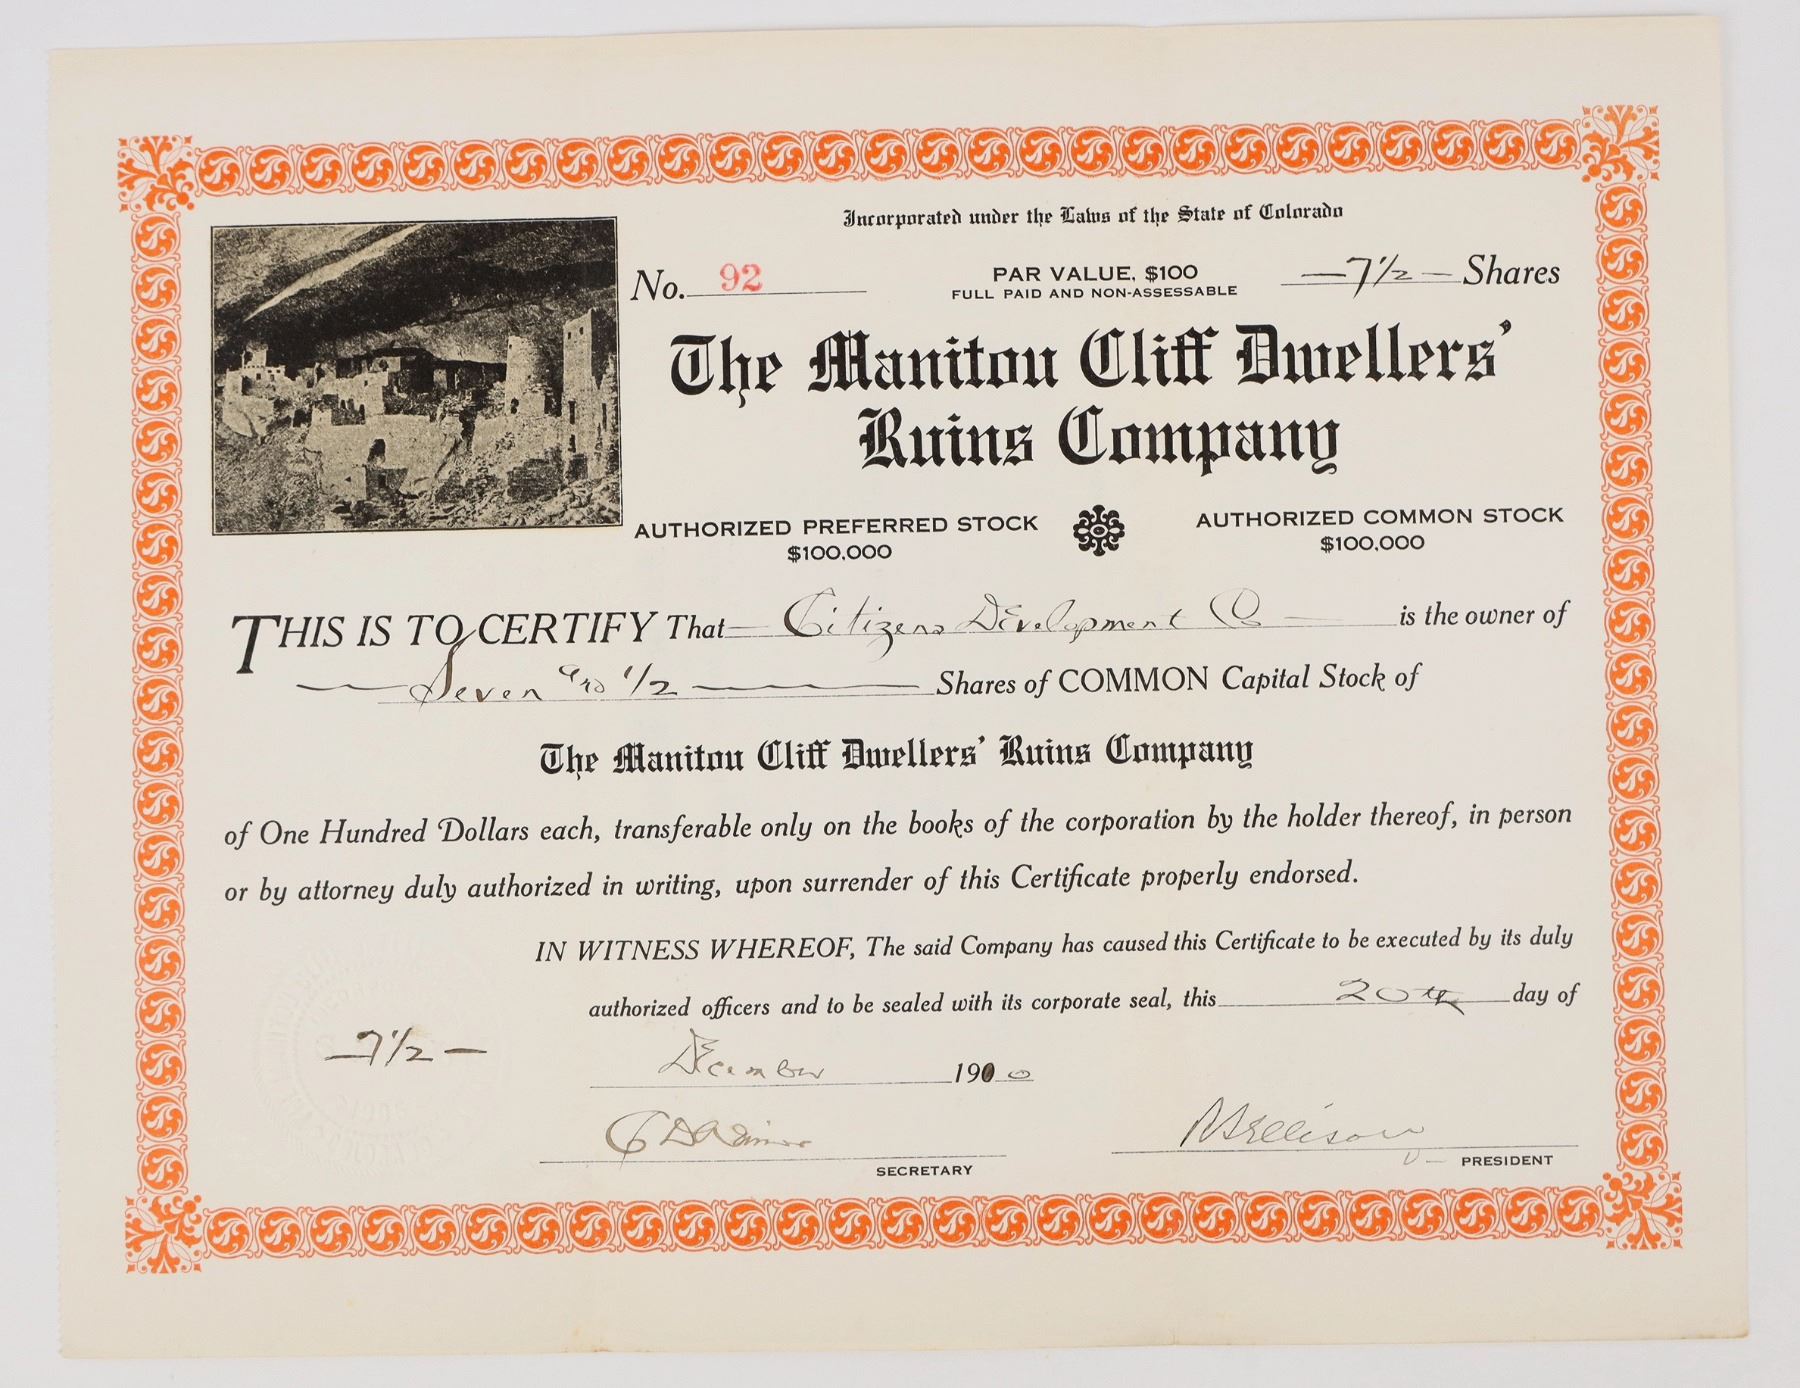 Incorporated under the Laws of the State of Colorado
No. 92 PAR VALUE, $100 —7½— Shares
FULL PAID AND NON-ASSESSABLE
The Manitou Cliff Dwellers'
Ruins Company
AUTHORIZED PREFERRED STOCK AUTHORIZED COMMON STOCK
$100,000 $100,000
THIS IS TO CERTIFY That Citizens Development Co is the owner of
Seven and 1/2 Shares of COMMON Capital Stock of
The Manitou Cliff Dwellers' Ruins Company
of One Hundred Dollars each, transferable only on the books of the corporation by the holder thereof, in person
or by attorney duly authorized in writing, upon surrender of this Certificate properly endorsed.
IN WITNESS WHEREOF, The said Company has caused this Certificate to be executed by its duly
authorized officers and to be sealed with its corporate seal, this 20th day of
—7½— December 190
SECRETARY V— PRESIDENT